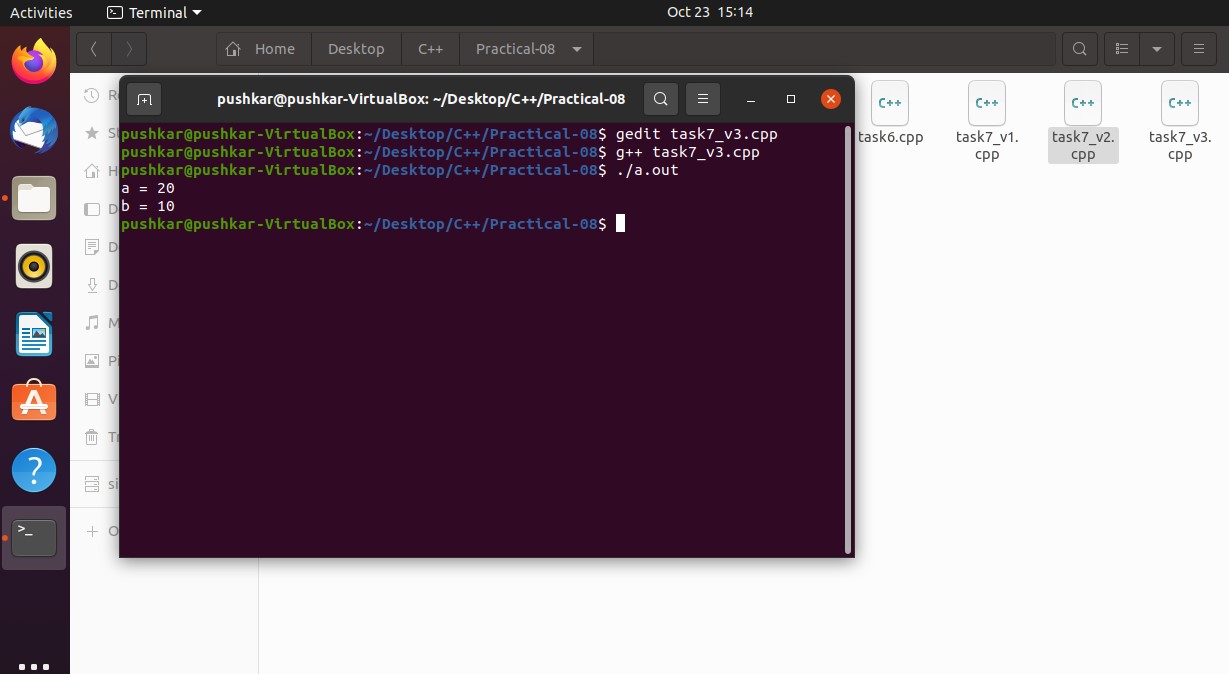 Activities Terminal Oct 23 15:14
Home Desktop C++ Practical-08
pushkar@pushkar-VirtualBox: ~/Desktop/C++/Practical-08
pushkar@pushkar-VirtualBox:~/Desktop/C++/Practical-08$ gedit task7_v3.cpp
pushkar@pushkar-VirtualBox:~/Desktop/C++/Practical-08$ g++ task7_v3.cpp
pushkar@pushkar-VirtualBox:~/Desktop/C++/Practical-08$ ./a.out
a = 20
b = 10
pushkar@pushkar-VirtualBox:~/Desktop/C++/Practical-08$
C++ C++ C++ C++
task6.cpp task7_v1. task7_v2. task7_v3.
cpp cpp cpp